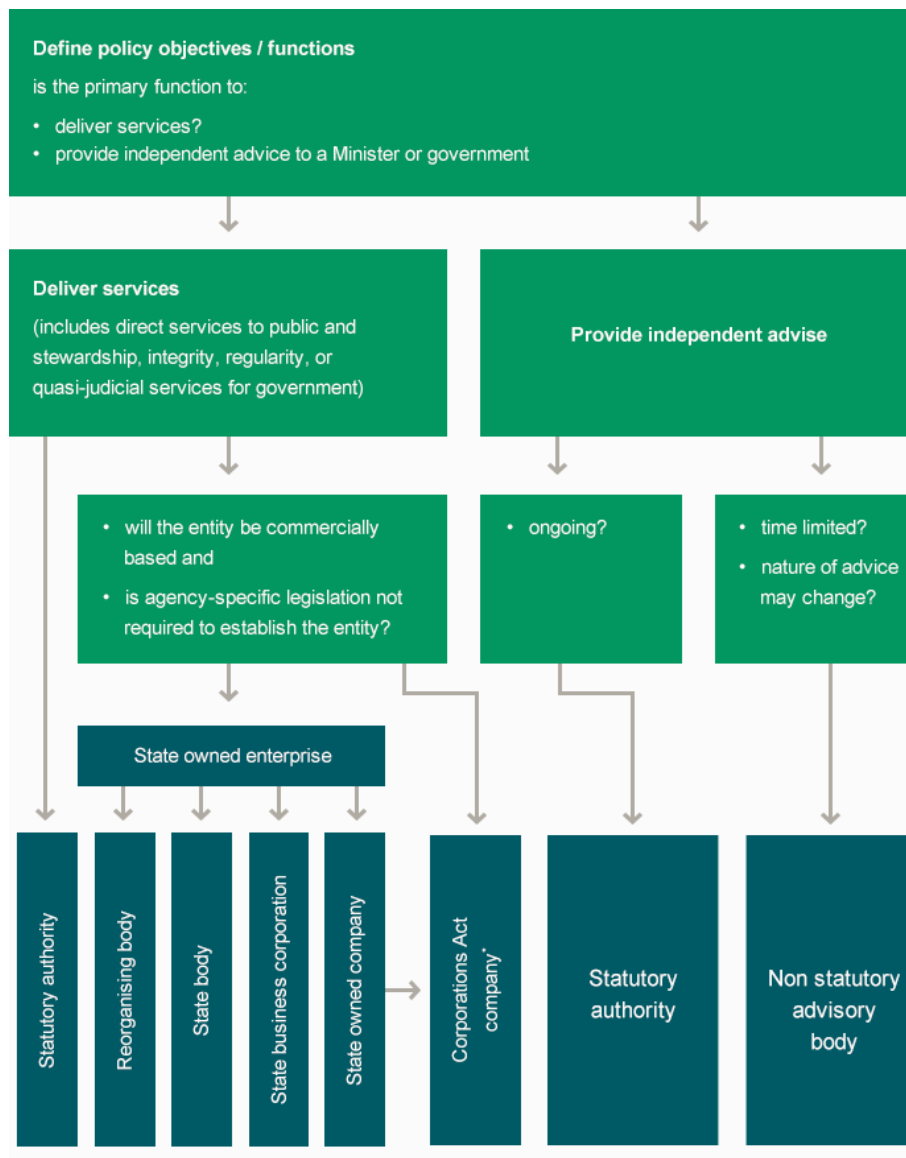 Define policy objectives / functions
is the primary function to:
• deliver services?
• provide independent advice to a Minister or government
Deliver services
(includes direct services to public and
stewardship, integrity, regularity, or
quasi-judicial services for government)
Provide independent advise
• will the entity be commercially
based and
• is agency-specific legislation not
required to establish the entity?
• ongoing?
• time limited?
• nature of advice
may change?
State owned enterprise
Statutory authority
Reorganising body
State body
State business corporation
State owned company
Corporations Act
company*
Statutory
authority
Non statutory
advisory
body